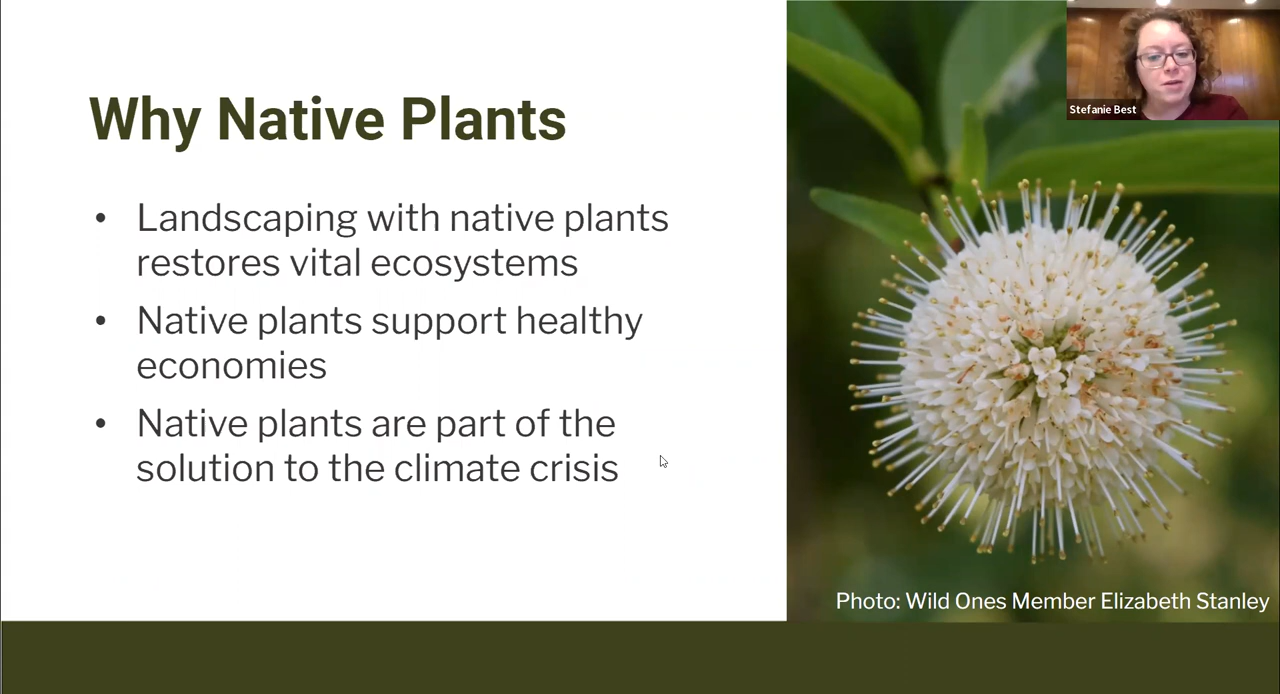 Why Native Plants
• Landscaping with native plants
restores vital ecosystems
• Native plants support healthy
economies
• Native plants are part of the
solution to the climate crisis
Stefanie Best
Photo: Wild Ones Member Elizabeth Stanley